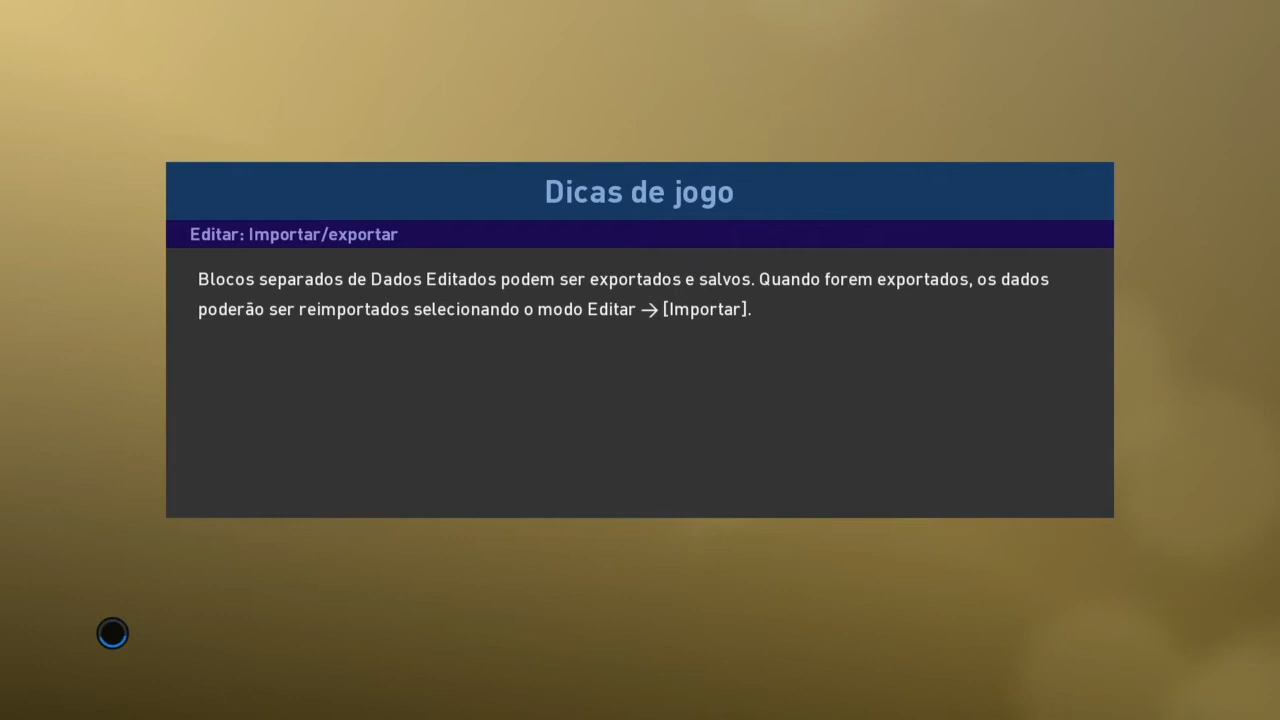 Dicas de jogo
Editar: Importar/exportar
Blocos separados de Dados Editados podem ser exportados e salvos. Quando forem exportados, os dados
poderão ser reimportados selecionando o modo Editar → [Importar].